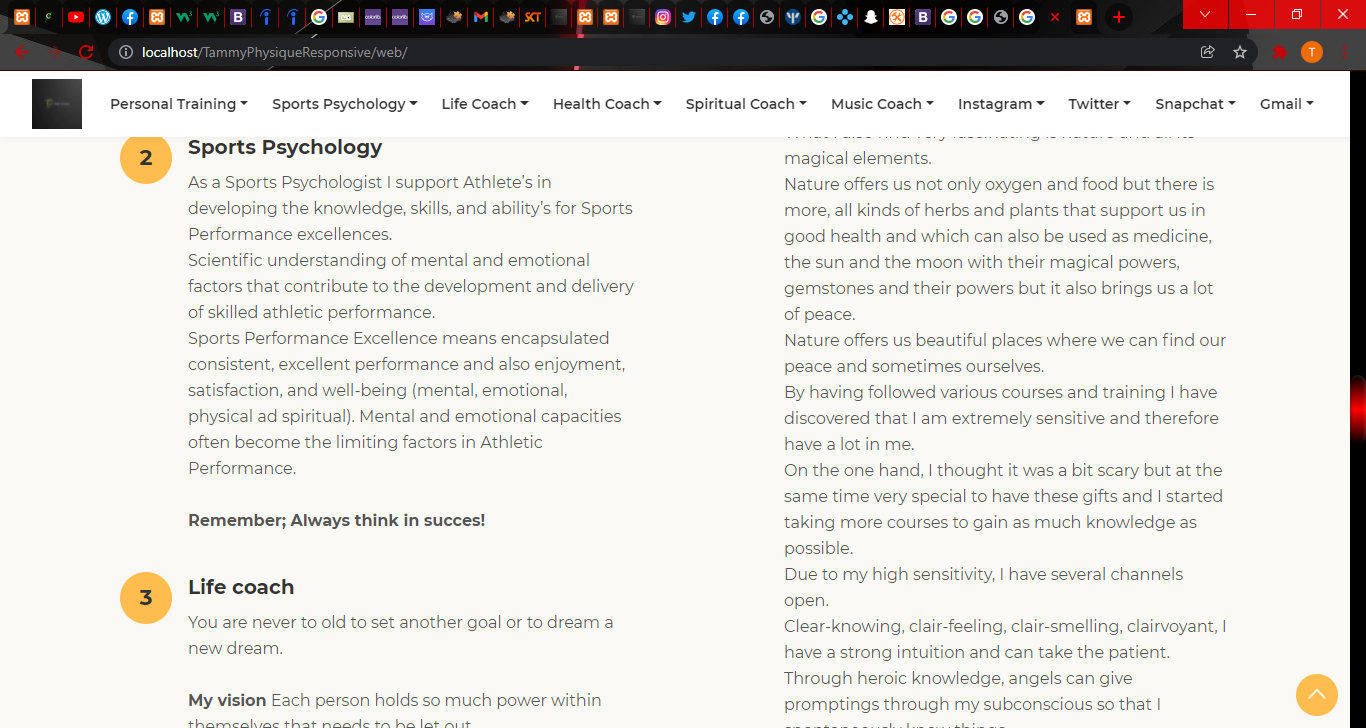 SKT
localhost/TammyPhysiqueResponsive/web/
T
Personal Training Sports Psychology Life Coach Health Coach Spiritual Coach Music Coach Instagram Twitter Snapchat Gmail
2
Sports Psychology
As a Sports Psychologist I support Athlete’s in
developing the knowledge, skills, and ability’s for Sports
Performance excellences.
Scientific understanding of mental and emotional
factors that contribute to the development and delivery
of skilled athletic performance.
Sports Performance Excellence means encapsulated
consistent, excellent performance and also enjoyment,
satisfaction, and well-being (mental, emotional,
physical ad spiritual). Mental and emotional capacities
often become the limiting factors in Athletic
Performance.
Remember; Always think in succes!
3
Life coach
You are never to old to set another goal or to dream a
new dream.
My vision Each person holds so much power within
themselves that needs to be let out.
What I also find very fascinating is nature and all its
magical elements.
Nature offers us not only oxygen and food but there is
more, all kinds of herbs and plants that support us in
good health and which can also be used as medicine,
the sun and the moon with their magical powers,
gemstones and their powers but it also brings us a lot
of peace.
Nature offers us beautiful places where we can find our
peace and sometimes ourselves.
By having followed various courses and training I have
discovered that I am extremely sensitive and therefore
have a lot in me.
On the one hand, I thought it was a bit scary but at the
same time very special to have these gifts and I started
taking more courses to gain as much knowledge as
possible.
Due to my high sensitivity, I have several channels
open.
Clear-knowing, clair-feeling, clair-smelling, clairvoyant, I
have a strong intuition and can take the patient.
Through heroic knowledge, angels can give
promptings through my subconscious so that I
spontaneously know things.